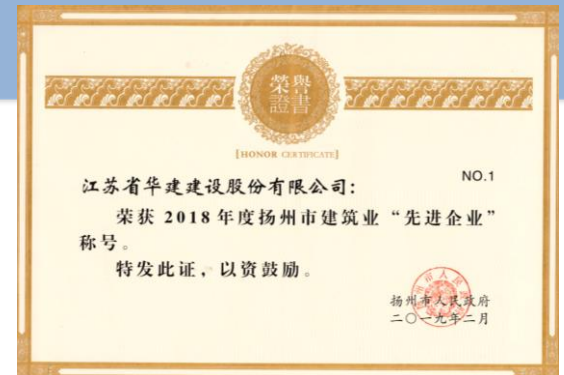 榮譽
證書
[HONOR CERTIFICATE]
NO.1
江苏省华建建设股份有限公司：
荣获 2018 年度扬州市建筑业“先进企业”
称号。
特发此证，以资鼓励。
扬州市人民政府
二〇一九年二月